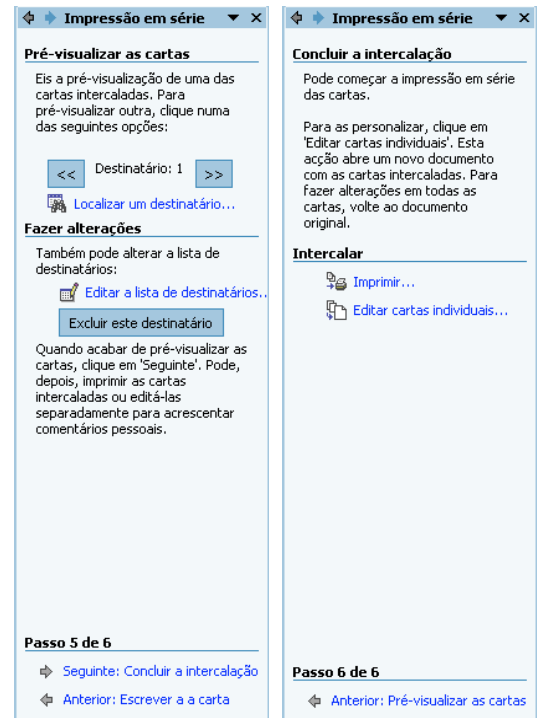 Impressão em série
Pré-visualizar as cartas
Eis a pré-visualização de uma das
cartas intercaladas. Para
pré-visualizar outra, clique numa
das seguintes opções:
<< Destinatário: 1 >>
Localizar um destinatário...
Fazer alterações
Também pode alterar a lista de
destinatários:
Editar a lista de destinatários..
Excluir este destinatário
Quando acabar de pré-visualizar as
cartas, clique em 'Seguinte'. Pode,
depois, imprimir as cartas
intercaladas ou editá-las
separadamente para acrescentar
comentários pessoais.
Passo 5 de 6
Seguinte: Concluir a intercalação
Anterior: Escrever a a carta
Impressão em série
Concluir a intercalação
Pode começar a impressão em série
das cartas.
Para as personalizar, clique em
'Editar cartas individuais'. Esta
acção abre um novo documento
com as cartas intercaladas. Para
fazer alterações em todas as
cartas, volte ao documento
original.
Intercalar
Imprimir...
Editar cartas individuais...
Passo 6 de 6
Anterior: Pré-visualizar as cartas